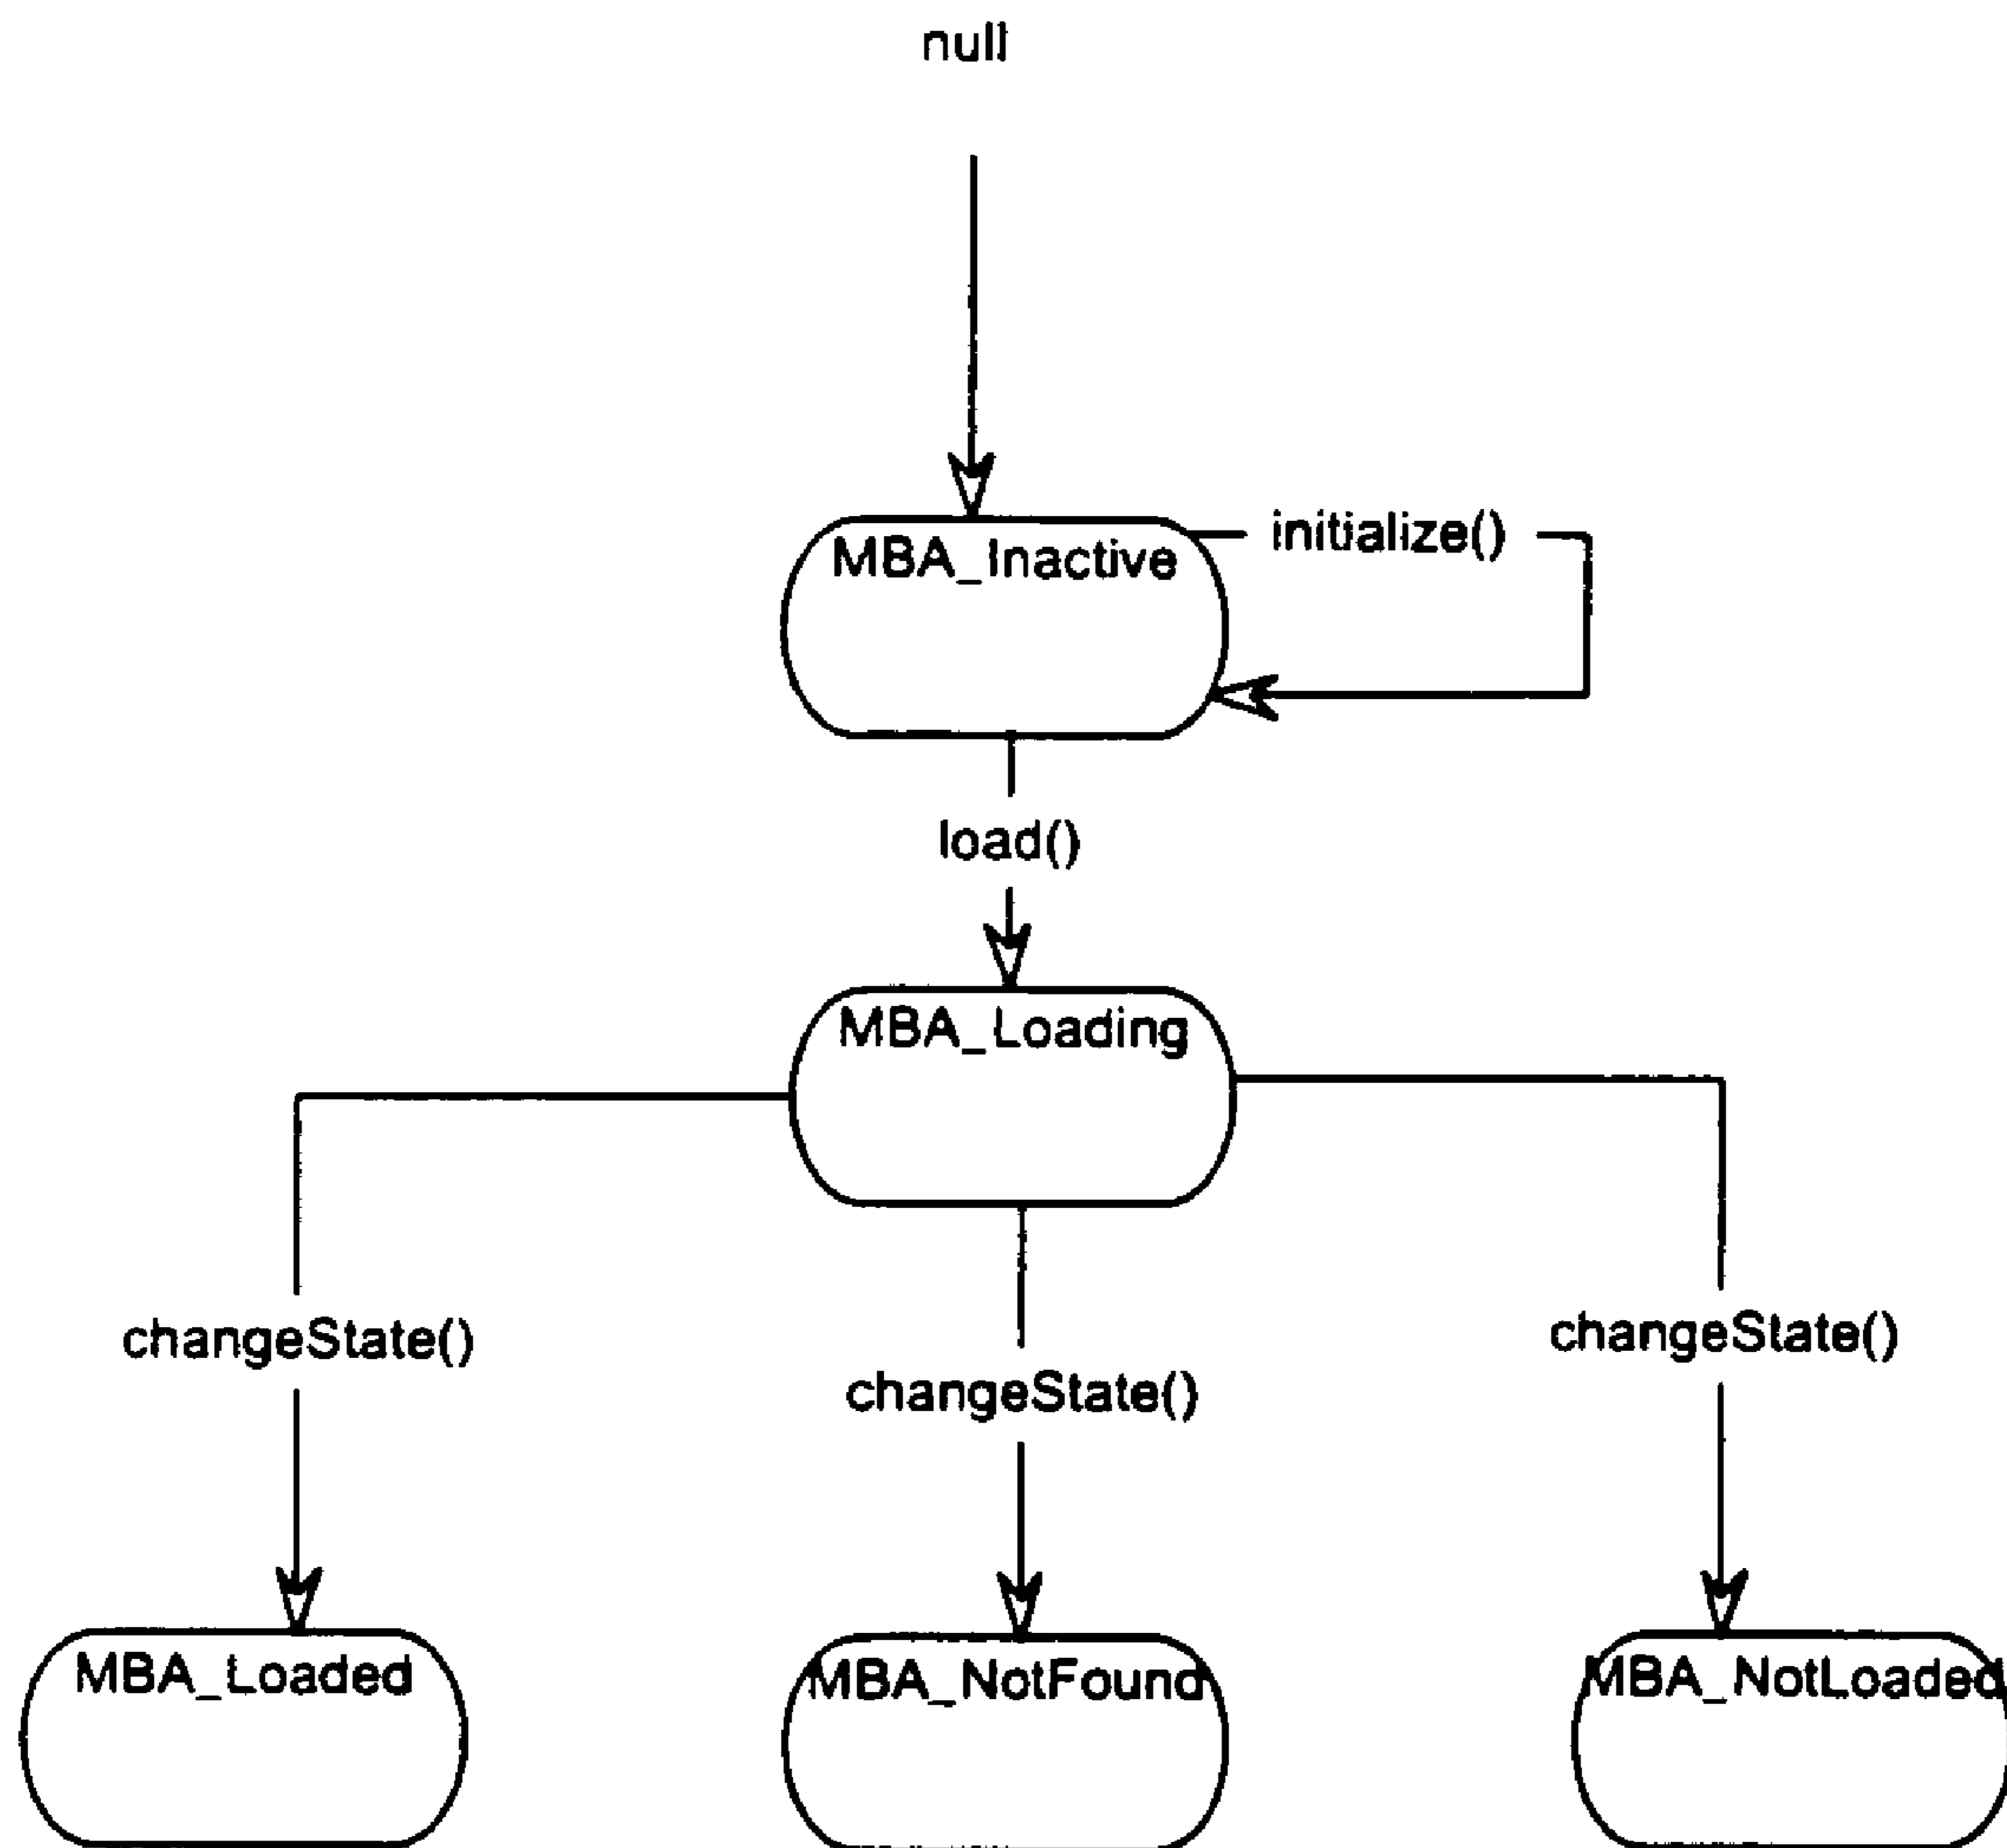 null
MBA_Inactive
initialize()
load()
MBA_Loading
changeState()
changeState()
changeState()
MBA_Loaded
MBA_NotFound
MBA_NotLoaded